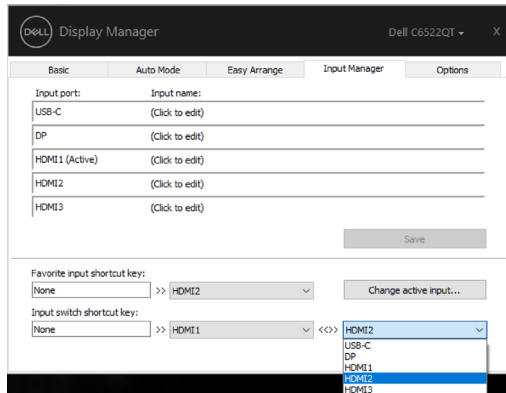 DELL Display Manager Dell C6522QT X
Basic Auto Mode Easy Arrange Input Manager Options
Input port: Input name:
USB-C (Click to edit)
DP (Click to edit)
HDMI1 (Active) (Click to edit)
HDMI2 (Click to edit)
HDMI3 (Click to edit)
Save
Favorite input shortcut key:
None >> HDMI2 Change active input...
Input switch shortcut key:
None >> HDMI1 <<>> HDMI2
USB-C
DP
HDMI1
HDMI2
HDMI3